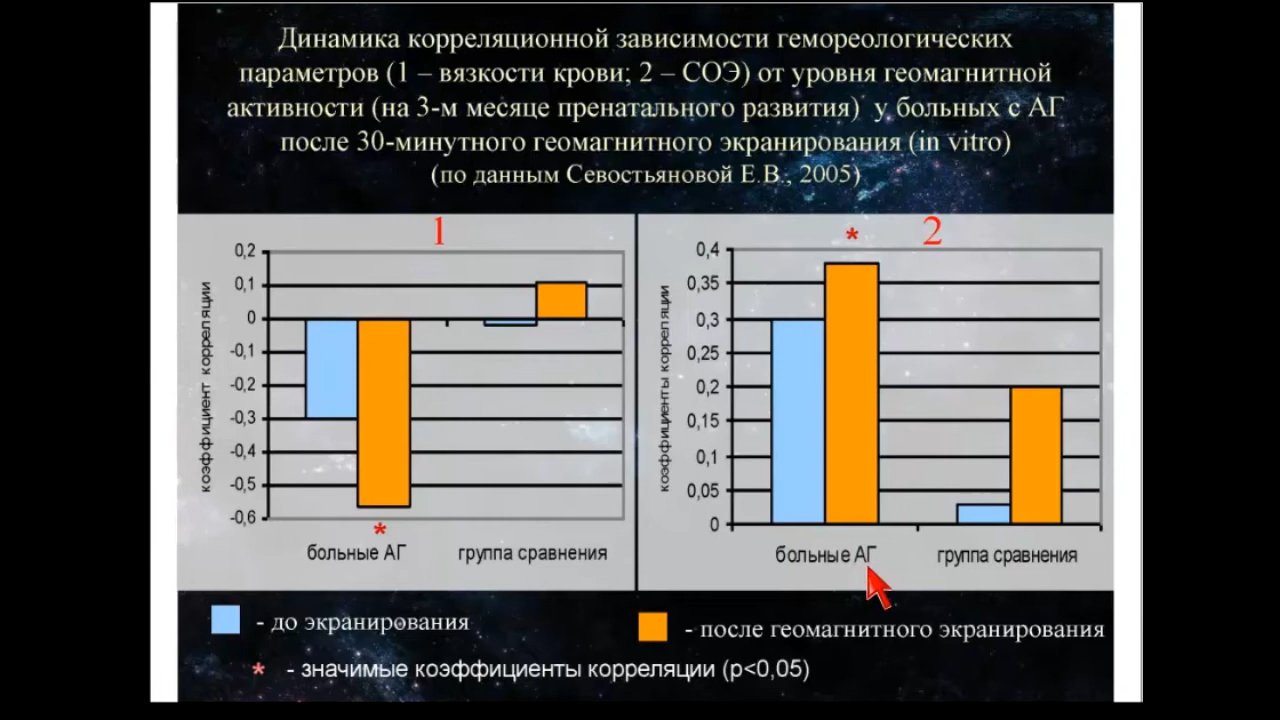 Динамика корреляционной зависимости гемореологических
параметров (1 – вязкости крови; 2 – СОЭ) от уровня геомагнитной
активности (на 3-м месяце пренатального развития) у больных с АГ
после 30-минутного геомагнитного экранирования (in vitro)
(по данным Севостьяновой Е.В., 2005)
1
коэффициент корреляции
0,2
0,1
0
-0,1
-0,2
-0,3
-0,4
-0,5
-0,6
*
больные АГ
группа сравнения
2
*
коэффициенты корреляции
0,4
0,35
0,3
0,25
0,2
0,15
0,1
0,05
0
больные АГ
группа сравнения
- до экранирования
- после геомагнитного экранирования
* - значимые коэффициенты корреляции (p<0,05)